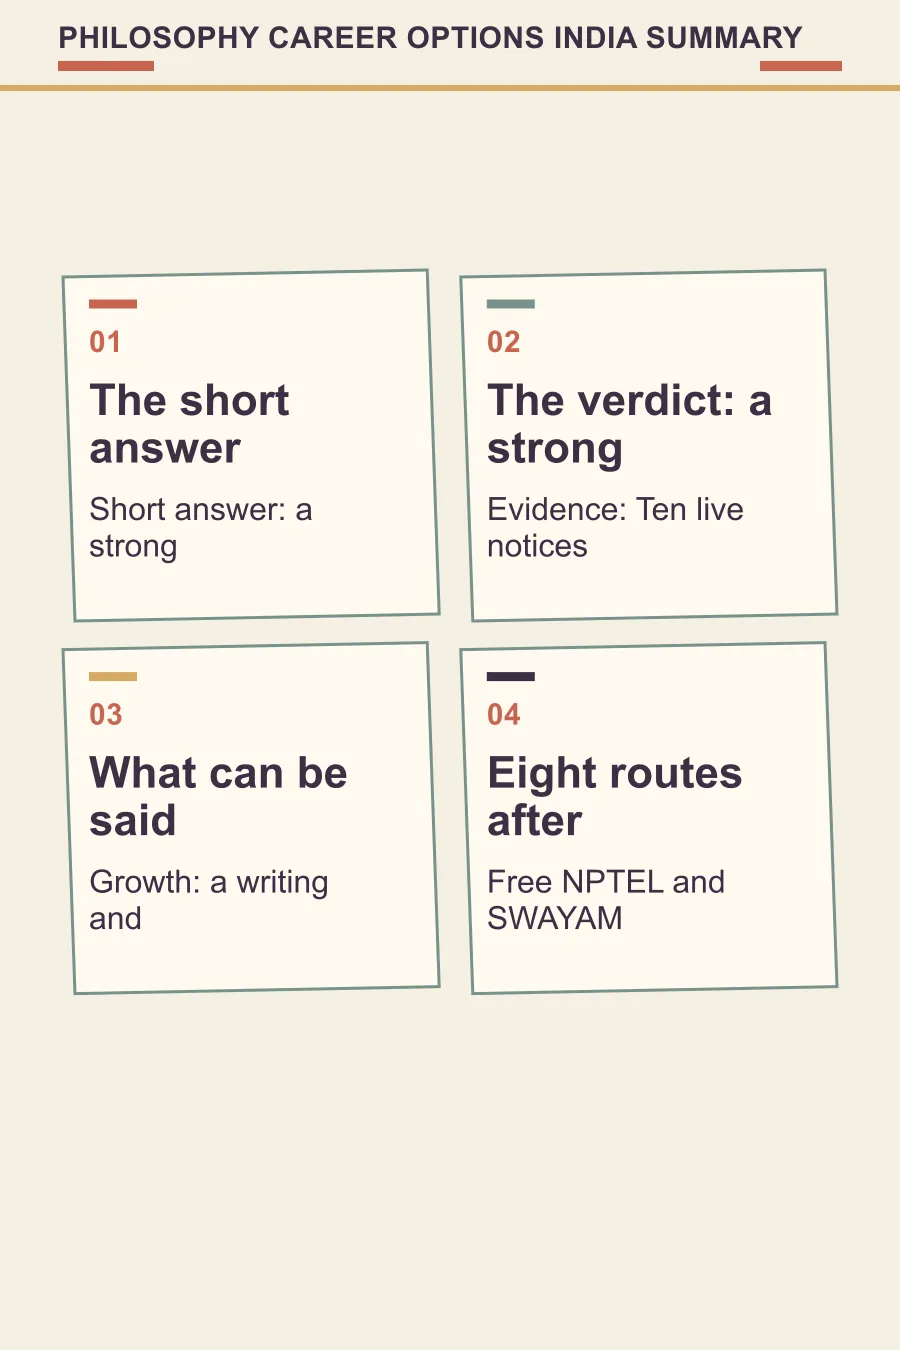 PHILOSOPHY CAREER OPTIONS INDIA SUMMARY
01
The short
answer
Short answer: a
strong
02
The verdict: a
strong
Evidence: Ten live
notices
03
What can be
said
Growth: a writing
and
04
Eight routes
after
Free NPTEL and
SWAYAM